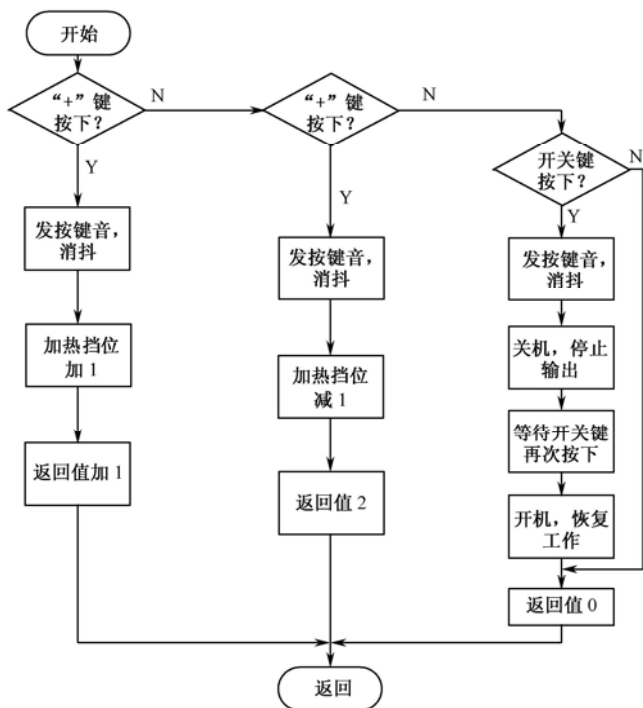 开始
“+”键
按下？
N
Y
发按键音，
消抖
加热挡位
加 1
返回值加 1
“+”键
按下？
N
Y
发按键音，
消抖
加热挡位
减 1
返回值 2
开关键
按下？
N
Y
发按键音，
消抖
关机，停止
输出
等待开关键
再次按下
开机，恢复
工作
返回值 0
返回